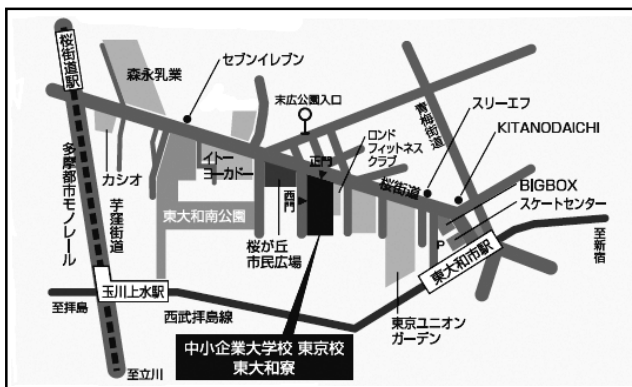 桜街道駅
森永乳業
セブンイレブン
末広公園入口
青梅街道
スリーエフ
KITANODAICHI
ロンド
フィットネス
クラブ
正門
カシオ
イトー
ヨーカドー
西門
桜街道
BIGBOX
スケートセンター
多摩都市モノレール
芋窪街道
東大和南公園
桜が丘
市民広場
P
東大和市駅
至新宿
玉川上水駅
至拝島
西武拝島線
東京ユニオン
ガーデン
中小企業大学校 東京校
東大和寮
至立川